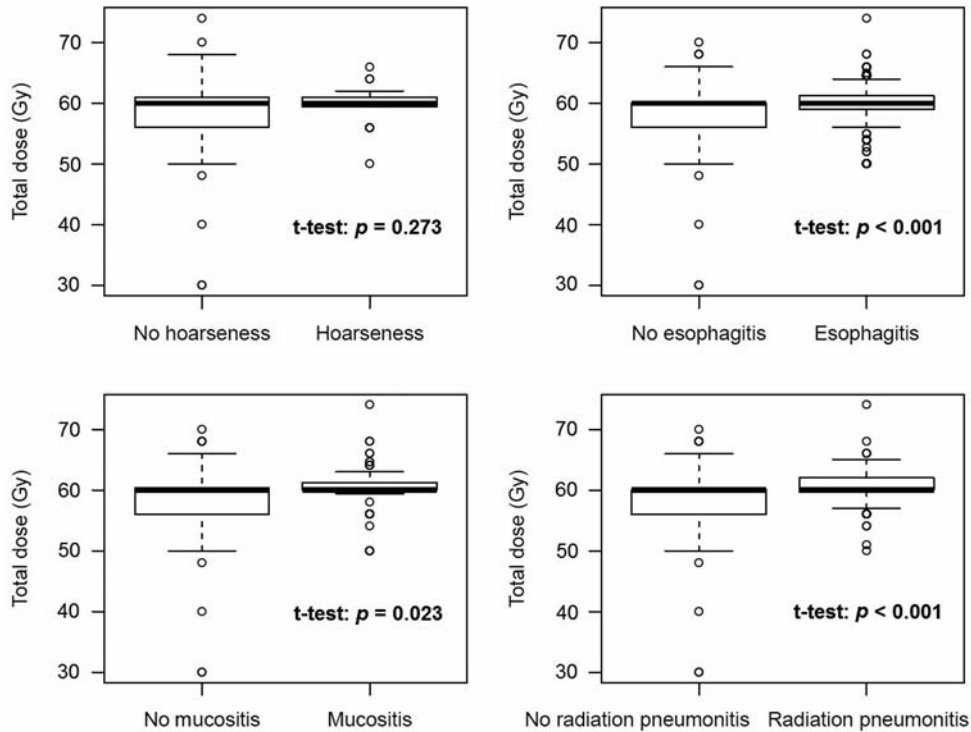 Total dose (Gy)
70
60
50
40
30
t-test: p = 0.273
No hoarseness
Hoarseness
Total dose (Gy)
70
60
50
40
30
t-test: p < 0.001
No esophagitis
Esophagitis
Total dose (Gy)
70
60
50
40
30
t-test: p = 0.023
No mucositis
Mucositis
Total dose (Gy)
70
60
50
40
30
t-test: p < 0.001
No radiation pneumonitis
Radiation pneumonitis